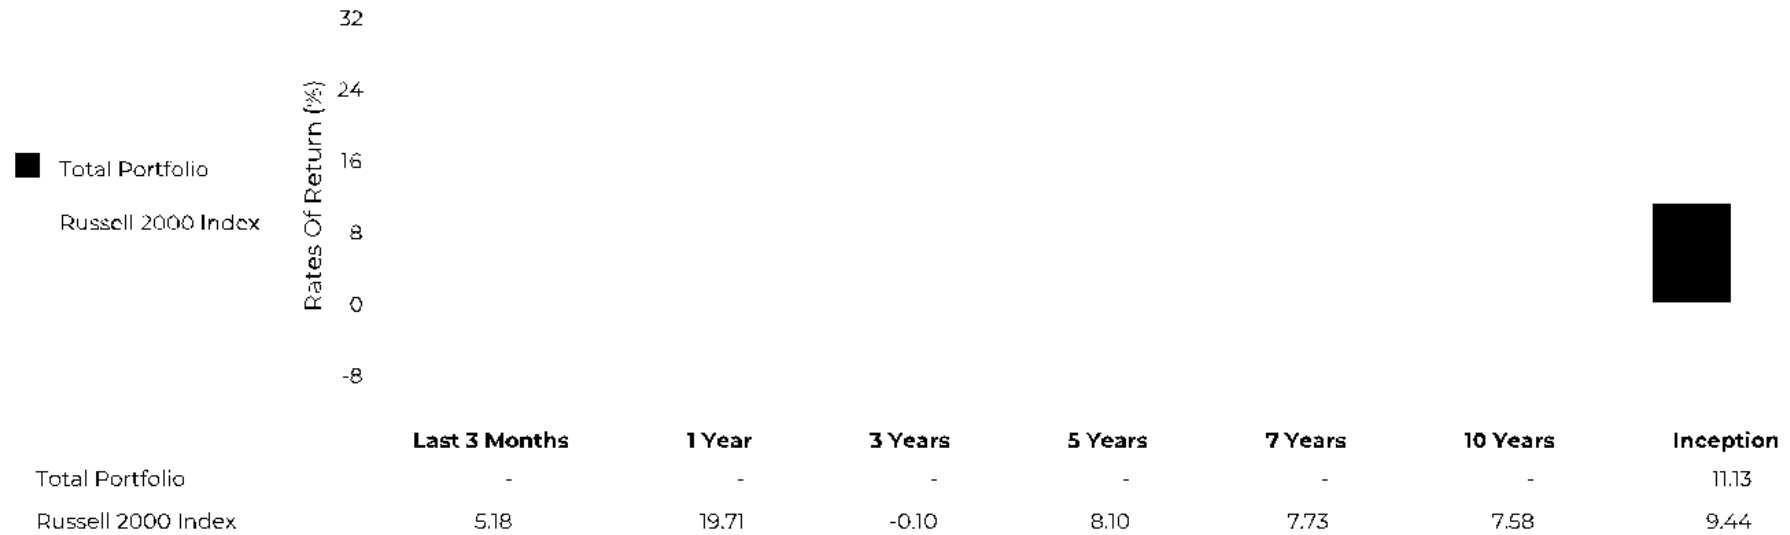 32
24
16
8
0
-8
Rates Of Return (%)
Total Portfolio
Russell 2000 Index
Last 3 Months 1 Year 3 Years 5 Years 7 Years 10 Years Inception
Total Portfolio - - - - - - 11.13
Russell 2000 Index 5.18 19.71 -0.10 8.10 7.73 7.58 9.44